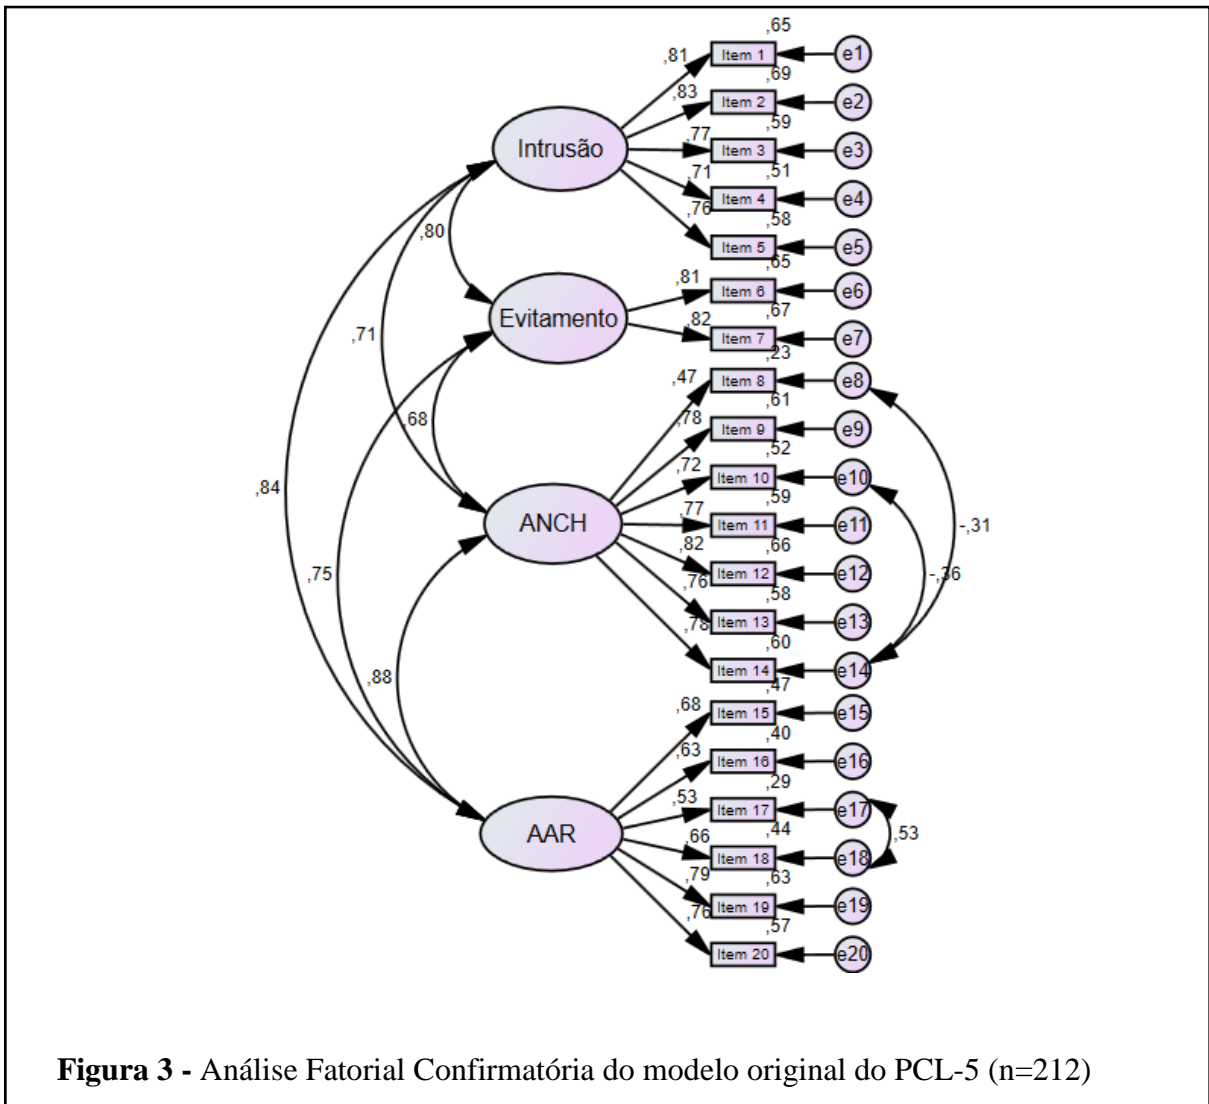 ,65
,81 Item 1 e1
,69
,83 Item 2 e2
,59
Intrusão ,77 Item 3 e3
,51
,71 Item 4 e4
,76 ,58
,80 Item 5 e5
,65
,81 Item 6 e6
,67
Evitamento ,82 Item 7 e7
,71 ,23
,47 Item 8 e8
,61
,68 ,78 Item 9 e9
,52
,72 Item 10 e10
,84 ,59
ANCH ,77 Item 11 e11 -,31
,82 ,66
,75 Item 12 e12 -,36
,76 ,58
,78 Item 13 e13
,60
,88 Item 14 e14
,47
,68 Item 15 e15
,40
,63 Item 16 e16
,29
,53 Item 17 e17
AAR ,44 ,53
,66 Item 18 e18
,79 ,63
,76 Item 19 e19
,57
Item 20 e20
Figura 3 - Análise Fatorial Confirmatória do modelo original do PCL-5 (n=212)